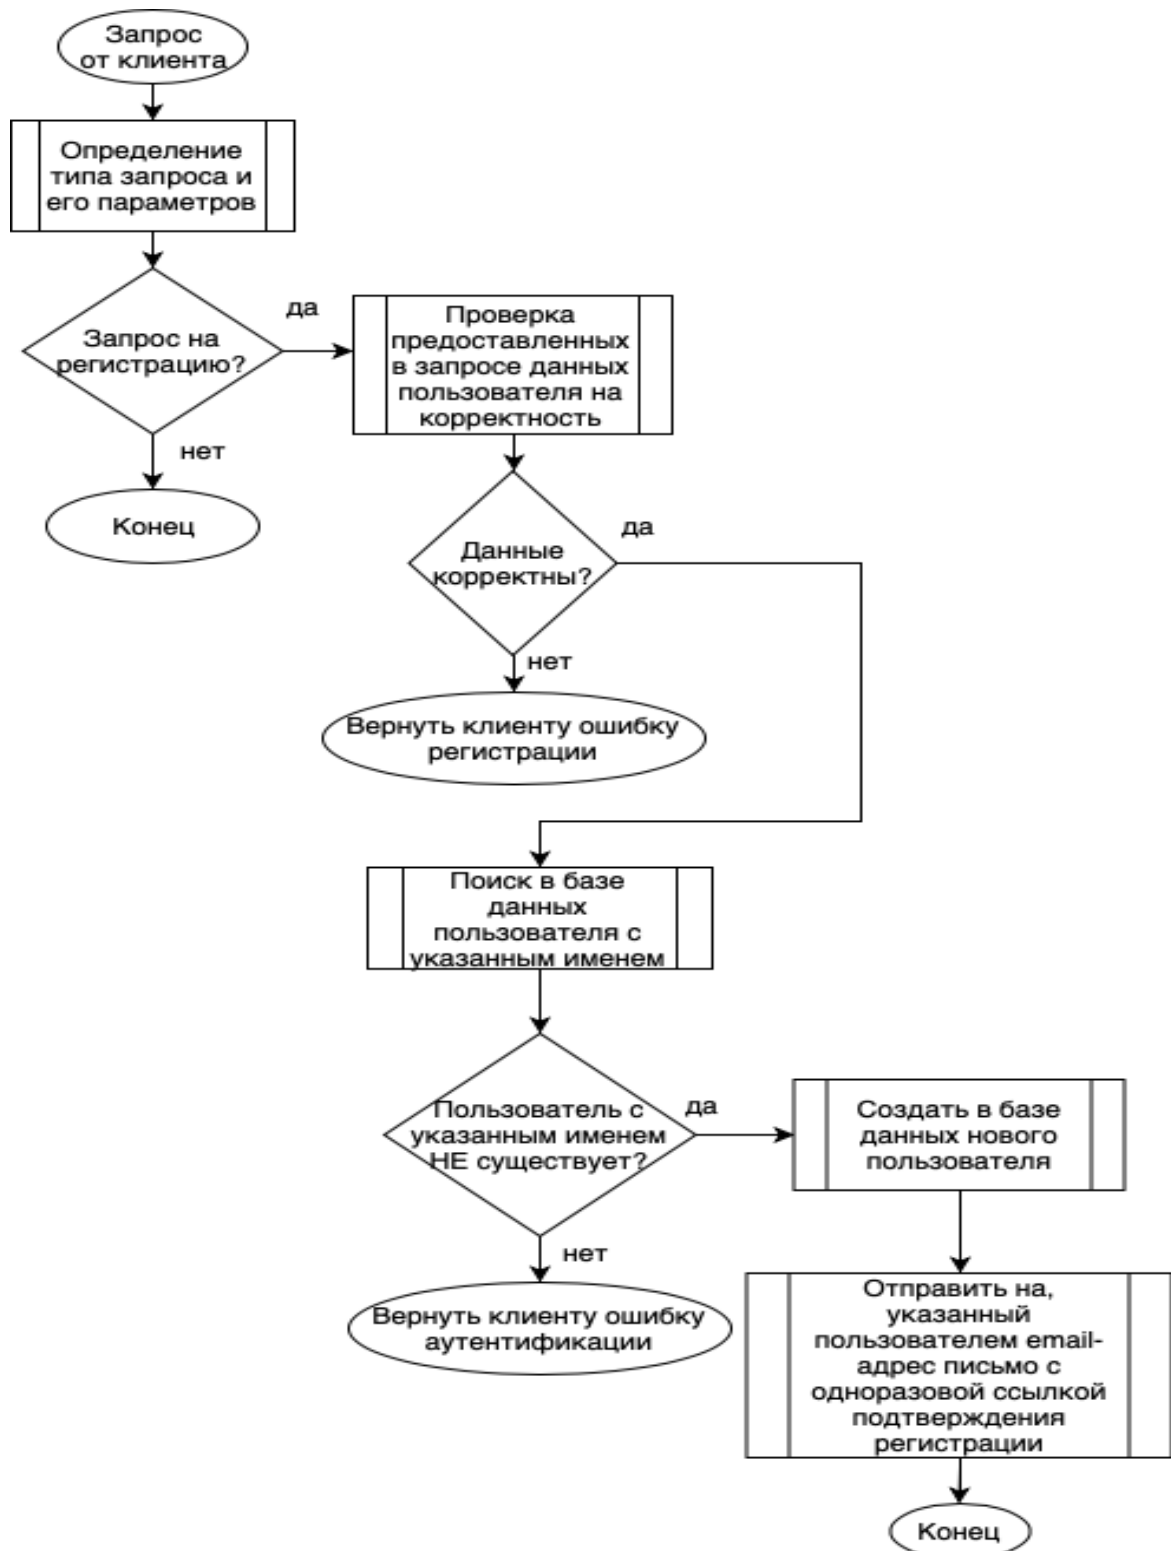 Запрос
от клиента
Определение
типа запроса и
его параметров
Запрос на
регистрацию?
да
нет
Конец
Проверка
предоставленных
в запросе данных
пользователя на
корректность
Данные
корректны?
да
нет
Вернуть клиенту ошибку
регистрации
Поиск в базе
данных
пользователя с
указанным именем
Пользователь с
указанным именем
НЕ существует?
да
нет
Вернуть клиенту ошибку
аутентификации
Создать в базе
данных нового
пользователя
Отправить на,
указанный
пользователем email-
адрес письмо с
одноразовой ссылкой
подтверждения
регистрации
Конец